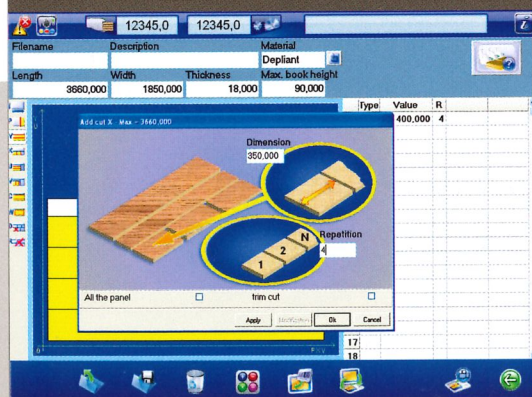 12345,0 12345,0
Filename Description Material
Depliant
Length Width Thickness Max. book height
3660,000 1850,000 18,000 90,000
Type Value R
400,000 4
Add cut X Max - 3660,000
Dimension
350,000
N
Repetition
1 2
4
All the panel trim cut
Apply Ok Cancel
17
18